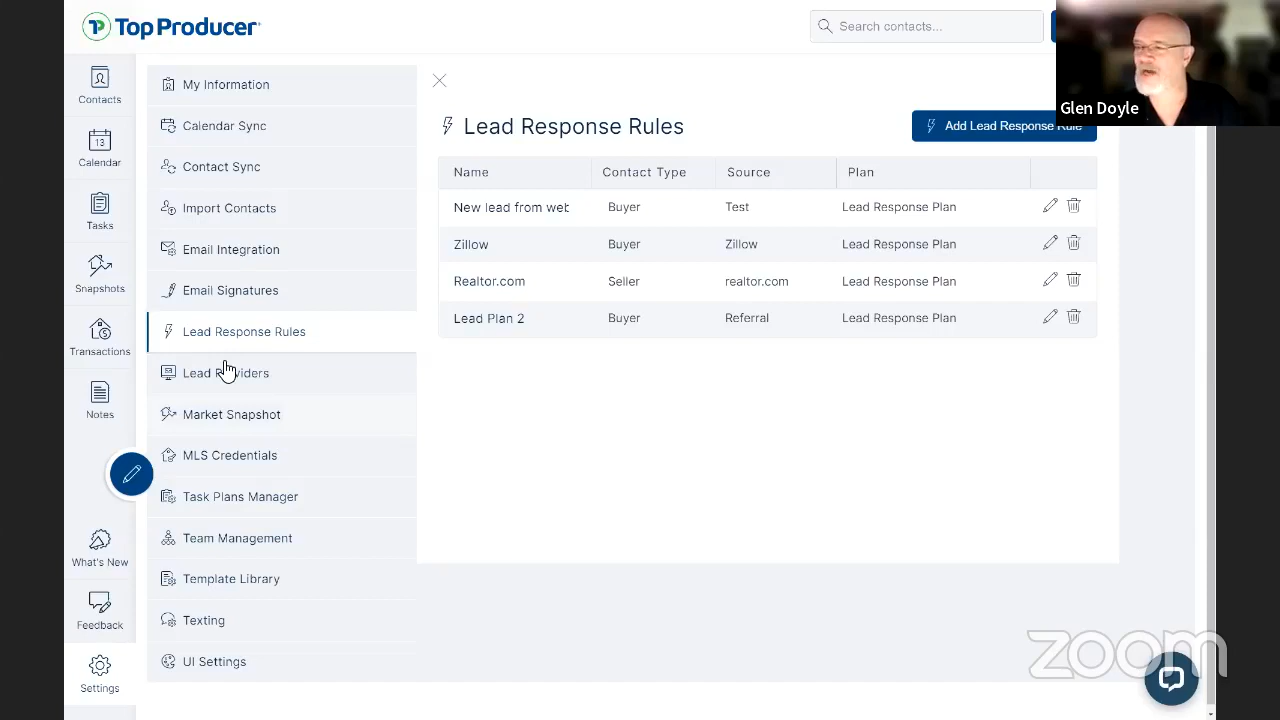 Top Producer
Search contacts...
Glen Doyle
Contacts
13
Calendar
Tasks
Snapshots
Transactions
Notes
What's New
Feedback
Settings
My Information
Calendar Sync
Contact Sync
Import Contacts
Email Integration
Email Signatures
Lead Response Rules
Lead Providers
Market Snapshot
MLS Credentials
Task Plans Manager
Team Management
Template Library
Texting
UI Settings
Lead Response Rules
Add Lead Response Rule
Name Contact Type Source Plan
New lead from web Buyer Test Lead Response Plan
Zillow Buyer Zillow Lead Response Plan
Realtor.com Seller realtor.com Lead Response Plan
Lead Plan 2 Buyer Referral Lead Response Plan
zoom